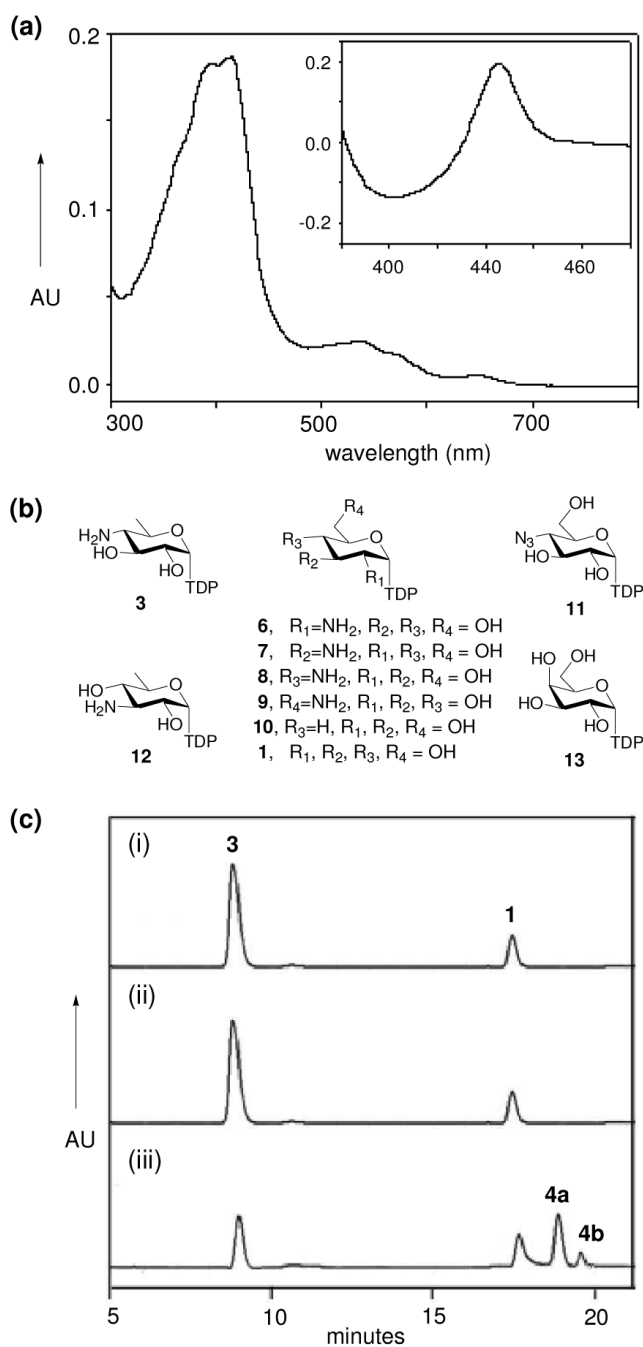 (a)
0.2
0.1
0.0
AU
300
500
700
wavelength (nm)
0.2
0.0
-0.2
400
440
460
(b)
H₂N
O
HO
HO
TDP
3
R₄
R₃
O
R₂
R₁
TDP
OH
N₃
O
HO
HO
TDP
11
6, R₁=NH₂, R₂, R₃, R₄ = OH
7, R₂=NH₂, R₁, R₃, R₄ = OH
8, R₃=NH₂, R₁, R₂, R₄ = OH
9, R₄=NH₂, R₁, R₂, R₃ = OH
10, R₃=H, R₁, R₂, R₄ = OH
1, R₁, R₂, R₃, R₄ = OH
HO
O
H₂N
HO
TDP
12
HO
OH
O
HO
HO
TDP
13
(c)
(i)
3
1
(ii)
AU
(iii)
4a
4b
5
10
15
20
minutes